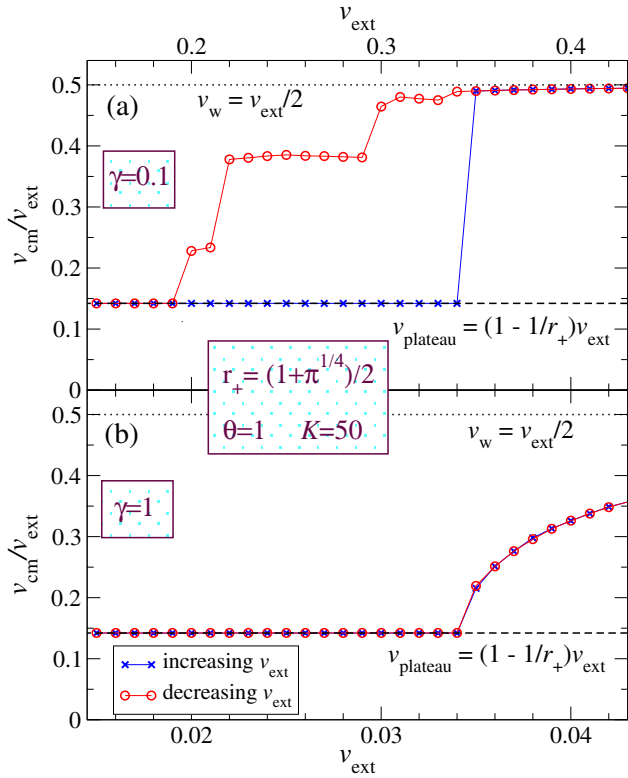 v_ext
0.2 0.3 0.4
0.5
(a)
v_w = v_ext/2
0.4
γ=0.1
0.3
v_cm/v_ext
0.2
v_plateau = (1 - 1/r_+)v_ext
0.1
0
r_+ = (1+π^{1/4})/2
θ=1 K=50
0.5
(b)
v_w = v_ext/2
0.4
γ=1
0.3
v_cm/v_ext
0.2
v_plateau = (1 - 1/r_+)v_ext
0.1
increasing v_ext
decreasing v_ext
0
0.02 0.03 0.04
v_ext